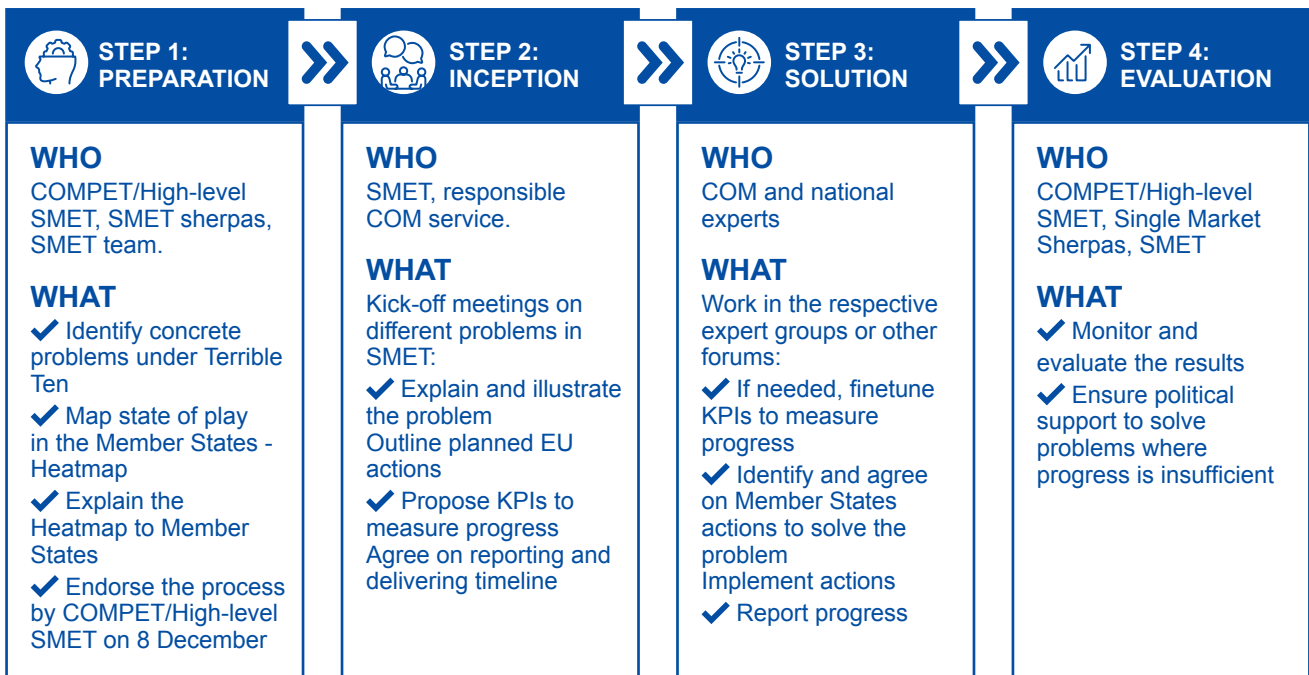 STEP 1:
PREPARATION
WHO
COMPET/High-level
SMET, SMET sherpas,
SMET team.
WHAT
✔ Identify concrete
problems under Terrible
Ten
✔ Map state of play
in the Member States -
Heatmap
✔ Explain the
Heatmap to Member
States
✔ Endorse the process
by COMPET/High-level
SMET on 8 December
STEP 2:
INCEPTION
WHO
SMET, responsible
COM service.
WHAT
Kick-off meetings on
different problems in
SMET:
✔ Explain and illustrate
the problem
Outline planned EU
actions
✔ Propose KPIs to
measure progress
Agree on reporting and
delivering timeline
STEP 3:
SOLUTION
WHO
COM and national
experts
WHAT
Work in the respective
expert groups or other
forums:
✔ If needed, finetune
KPIs to measure
progress
✔ Identify and agree
on Member States
actions to solve the
problem
Implement actions
✔ Report progress
STEP 4:
EVALUATION
WHO
COMPET/High-level
SMET, Single Market
Sherpas, SMET
WHAT
✔ Monitor and
evaluate the results
✔ Ensure political
support to solve
problems where
progress is insufficient